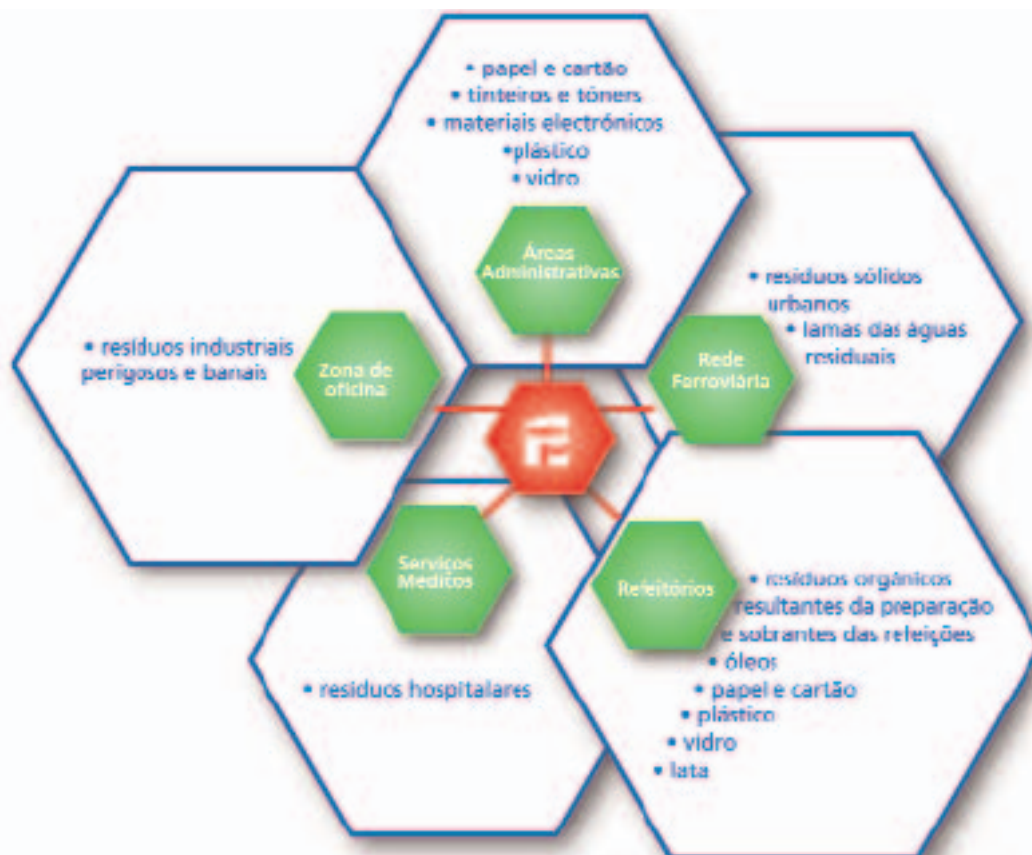 • papel e cartão
• tinteiros e tóners
• materiais electrónicos
• plástico
• vidro
Áreas
Administrativas
• resíduos sólidos
urbanos
• lamas das águas
residuais
Rede
Ferroviária
• resíduos industriais
perigosos e banais
Zona de
oficina
Serviços
Médicos
• resíduos hospitalares
Refeitórios
• resíduos orgânicos
resultantes da preparação
e sobrantes das refeições
• óleos
• papel e cartão
• plástico
• vidro
• lata